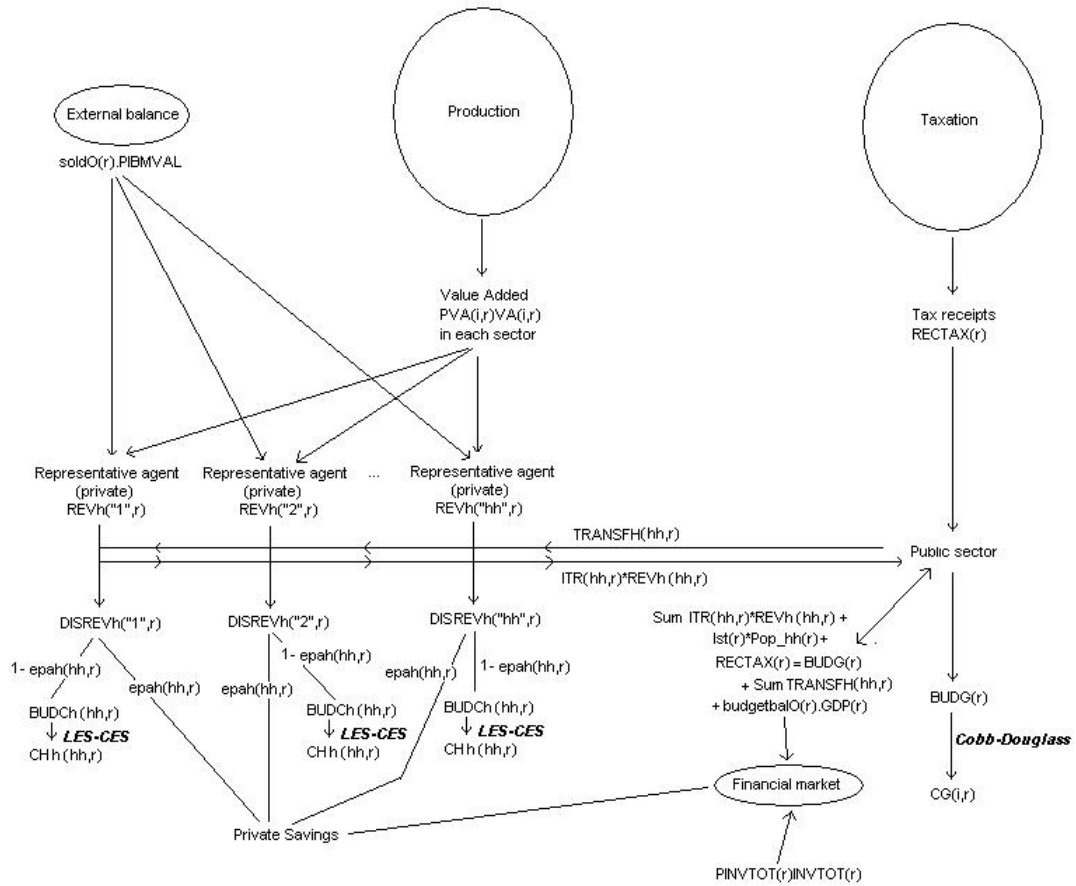 External balance
Production
Taxation
soldO(r).PIBMVAL
Value Added
PVA(i,r)VA(i,r)
in each sector
Tax receipts
RECTAX(r)
Representative agent
(private)
REVh("1",r)
Representative agent
(private)
REVh("2",r)
...
Representative agent
(private)
REVh("hh",r)
TRANSFH(hh,r)
Public sector
ITR(hh,r)*REVh(hh,r)
DISREVh("1",r)
DISREVh("2",r)
DISREVh("hh",r)
Sum ITR(hh,r)*REVh(hh,r) +
Ist(r)*Pop_hh(r)+
RECTAX(r) = BUDG(r)
+ Sum TRANSFH(hh,r)
+ budgetbalO(r).GDP(r)
1- epah(hh,r)
epah(hh,r)
1- epah(hh,r)
epah(hh,r)
epah(hh,r)
1- epah(hh,r)
BUDCh(hh,r)
LES-CES
CHh(hh,r)
BUDCh(hh,r)
LES-CES
CHh(hh,r)
BUDCh(hh,r)
LES-CES
CHh(hh,r)
BUDG(r)
Cobb-Douglass
CG(i,r)
Financial market
Private Savings
PINVTOT(r)INVTOT(r)